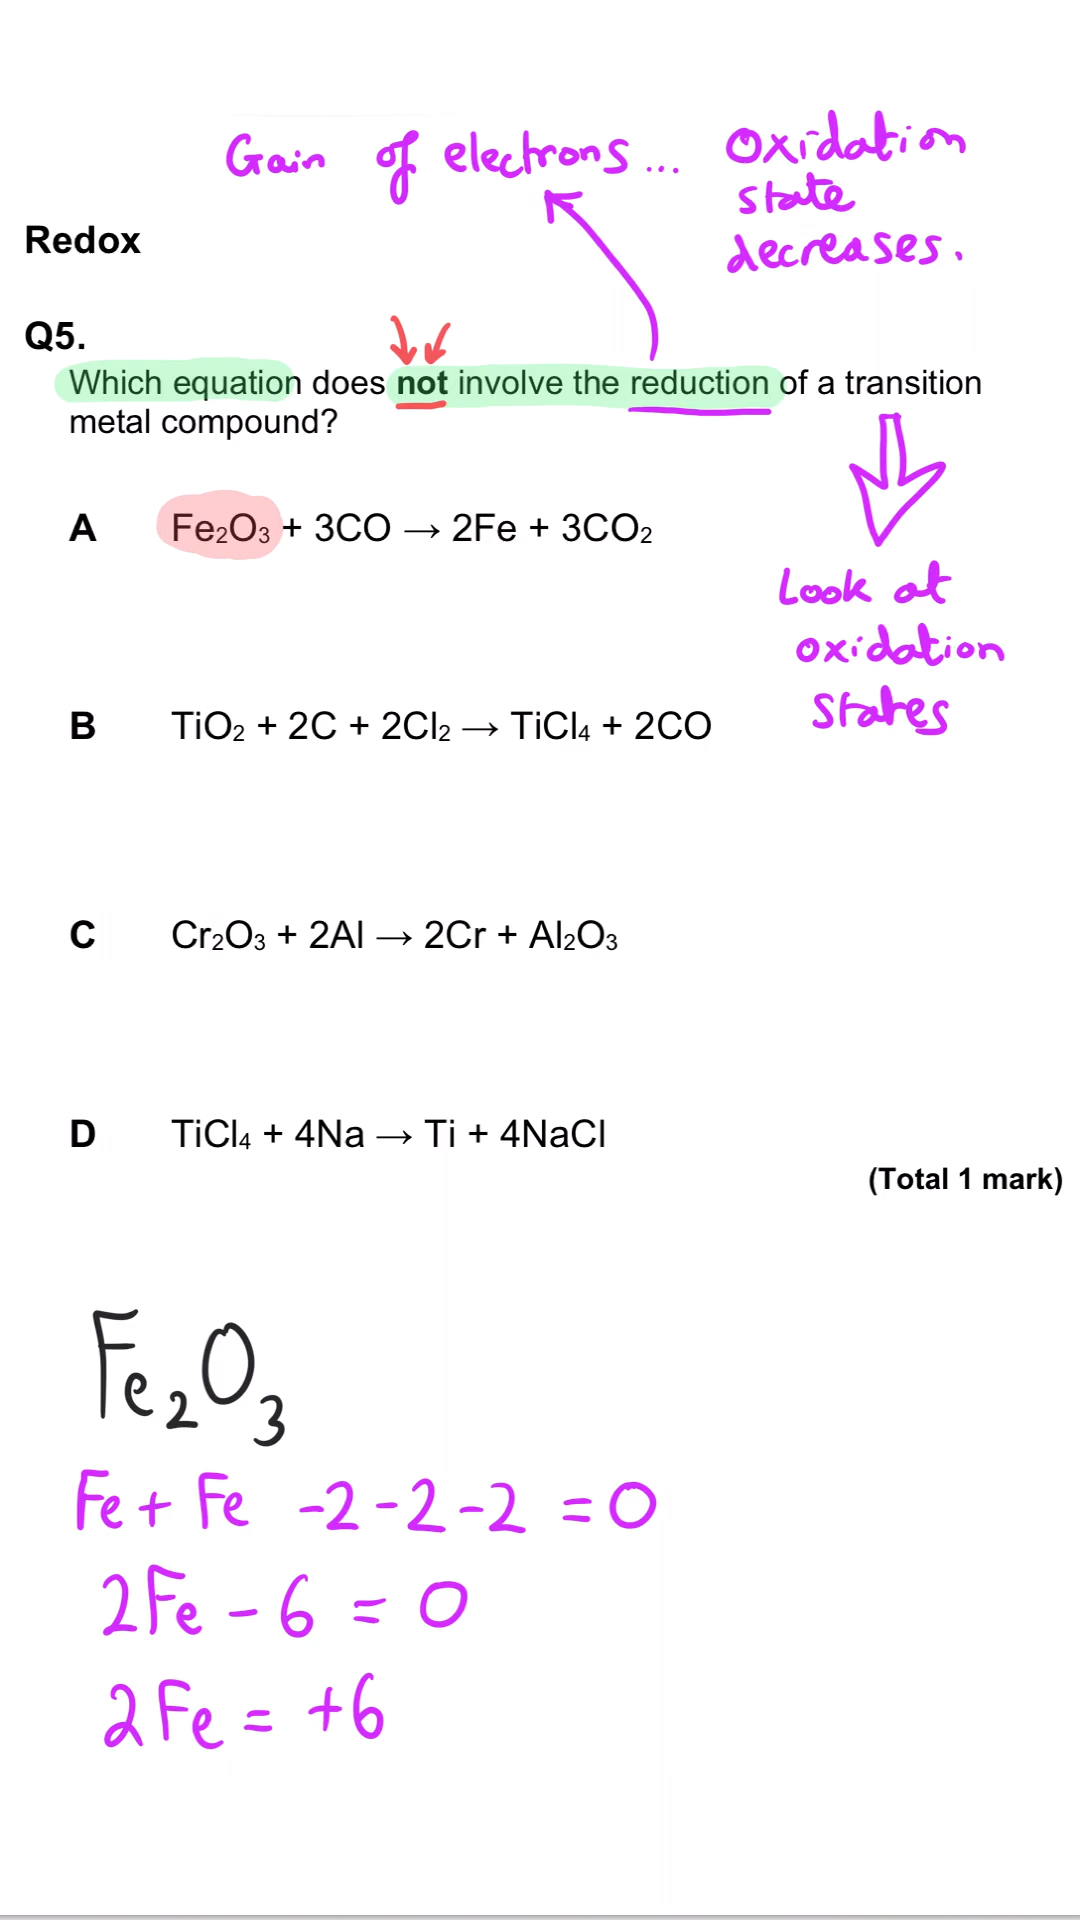 Gain of electrons... Oxidation
state
decreases.
Redox
Q5.
Which equation does not involve the reduction of a transition
metal compound?
A Fe₂O₃ + 3CO → 2Fe + 3CO₂
Look at
oxidation
states
B TiO₂ + 2C + 2Cl₂ → TiCl₄ + 2CO
C Cr₂O₃ + 2Al → 2Cr + Al₂O₃
D TiCl₄ + 4Na → Ti + 4NaCl
(Total 1 mark)
Fe₂O₃
Fe + Fe -2-2-2 = 0
2Fe - 6 = 0
2Fe = +6